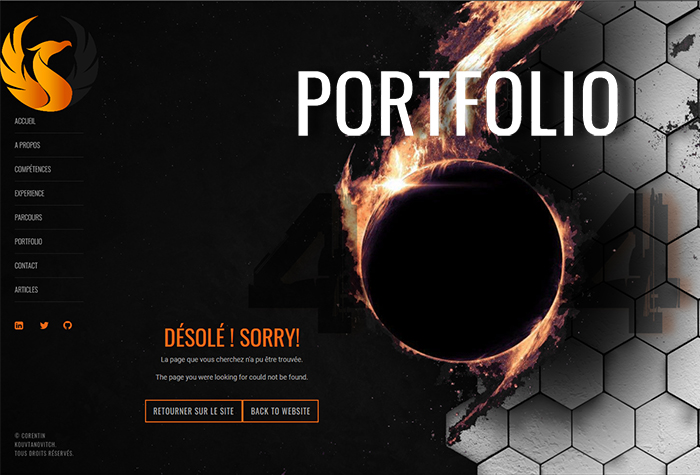 PORTFOLIO
ACCUEIL
A PROPOS
COMPÉTENCES
EXPERIENCE
PARCOURS
PORTFOLIO
CONTACT
ARTICLES
4 4
DÉSOLÉ ! SORRY!
La page que vous cherchez n'a pu être trouvée.
The page you were looking for could not be found.
RETOURNER SUR LE SITE
BACK TO WEBSITE
© CORENTIN
KOUVTANOVITCH.
TOUS DROITS RÉSERVÉS.